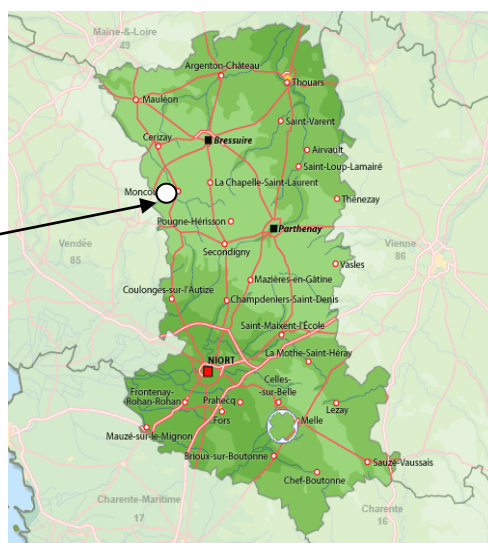 Maine-&-Loire
49
Argenton-Château
Thouars
Mauléon
Saint-Varent
Cerizay
Bressuire
Airvault
Saint-Loup-Lamairé
La Chapelle-Saint-Laurent
Thénezay
Pougne-Hérisson
Parthenay
Vendée
85
Vienne
86
Secondigny
Vasles
Mazières-en-Gâtine
Coulonges-sur-l'Autize
Champdeniers-Saint-Denis
Saint-Maixent-l'École
La Mothe-Saint-Héray
NIORT
Celles-
-sur-Belle
Frontenay-
-Rohan-Rohan
Prahecq
Lezay
Fors
Melle
Mauzé-sur-le-Mignon
Brioux-sur-Boutonne
Sauzé-Vaussais
Chef-Boutonne
Charente-Maritime
17
Charente
16